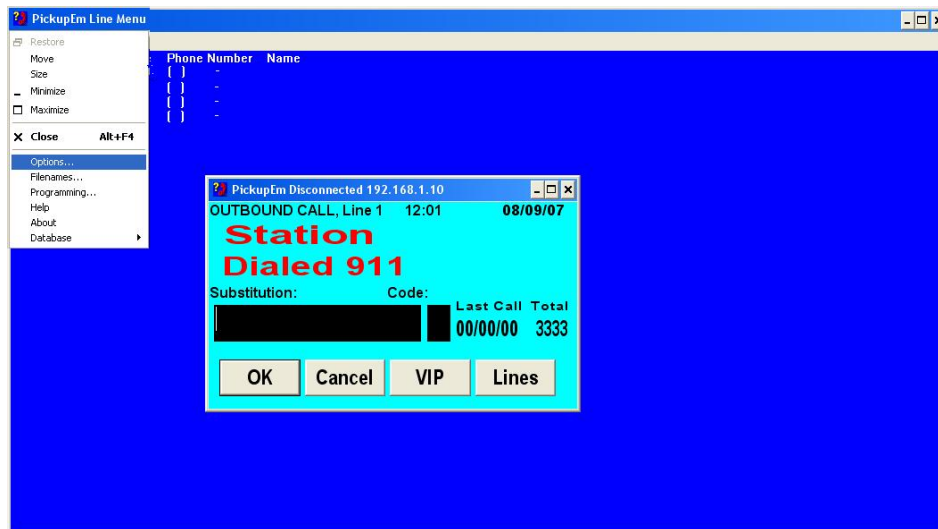 PickupEm Line Menu
Restore
Move
Size
Minimize
Maximize
Close Alt+F4
Options...
Filenames...
Programming...
Help
About
Database
Phone Number Name
( ) -
( ) -
( ) -
( ) -
PickupEm Disconnected 192.168.1.10
OUTBOUND CALL, Line 1 12:01 08/09/07
Station
Dialed 911
Substitution: Code:
Last Call Total
00/00/00 3333
OK Cancel VIP Lines